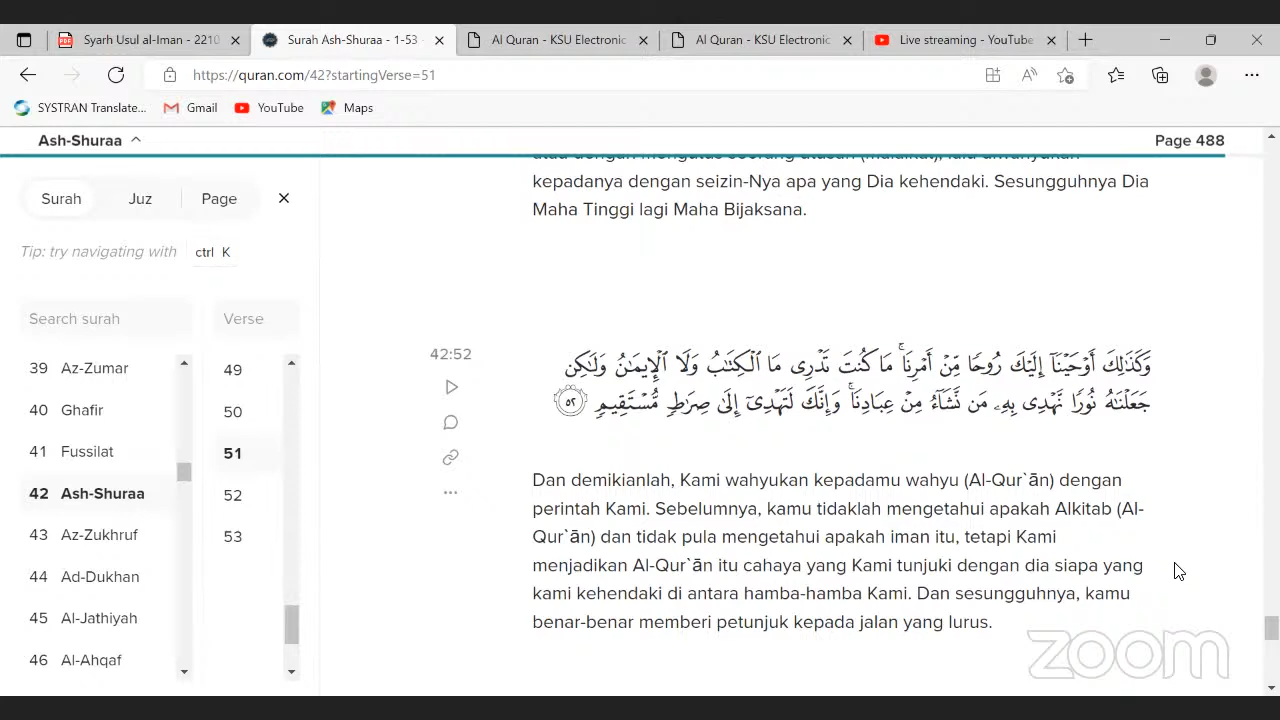 Syarh Usul al-Iman - 2210
Surah Ash-Shuraa - 1-53
Al Quran - KSU Electronic
Al Quran - KSU Electronic
Live streaming - YouTube
https://quran.com/42?startingVerse=51
SYSTRAN Translate...
Gmail
YouTube
Maps
Ash-Shuraa
Page 488
Surah
Juz
Page
Tip: try navigating with ctrl K
Search surah
Verse
39 Az-Zumar
40 Ghafir
41 Fussilat
42 Ash-Shuraa
43 Az-Zukhruf
44 Ad-Dukhan
45 Al-Jathiyah
46 Al-Ahqaf
49
50
51
52
53
kepadanya dengan seizin-Nya apa yang Dia kehendaki. Sesungguhnya Dia
Maha Tinggi lagi Maha Bijaksana.
42:52
وَكَذَٰلِكَ أَوْحَيْنَآ إِلَيْكَ رُوحًا مِّنْ أَمْرِنَا ۚ مَا كُنتَ تَدْرِى مَا ٱلْكِتَـٰبُ وَلَا ٱلْإِيمَـٰنُ وَلَـٰكِن
جَعَلْنَـٰهُ نُورًا نَّهْدِى بِهِۦ مَن نَّشَآءُ مِنْ عِبَادِنَا ۚ وَإِنَّكَ لَتَهْدِىٓ إِلَىٰ صِرَٰطٍ مُّسْتَقِيمٍ ٥٢
Dan demikianlah, Kami wahyukan kepadamu wahyu (Al-Qur`ān) dengan
perintah Kami. Sebelumnya, kamu tidaklah mengetahui apakah Alkitab (Al-
Qur`ān) dan tidak pula mengetahui apakah iman itu, tetapi Kami
menjadikan Al-Qur`ān itu cahaya yang Kami tunjuki dengan dia siapa yang
kami kehendaki di antara hamba-hamba Kami. Dan sesungguhnya, kamu
benar-benar memberi petunjuk kepada jalan yang lurus.
zoom